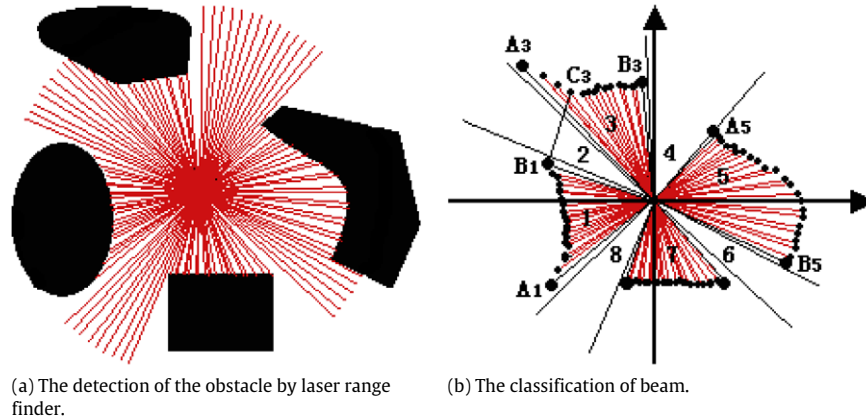 A3
B3
C3
A5
3
4
2
B1
5
1
8
7
6
B5
A1
(a) The detection of the obstacle by laser range
finder.
(b) The classification of beam.